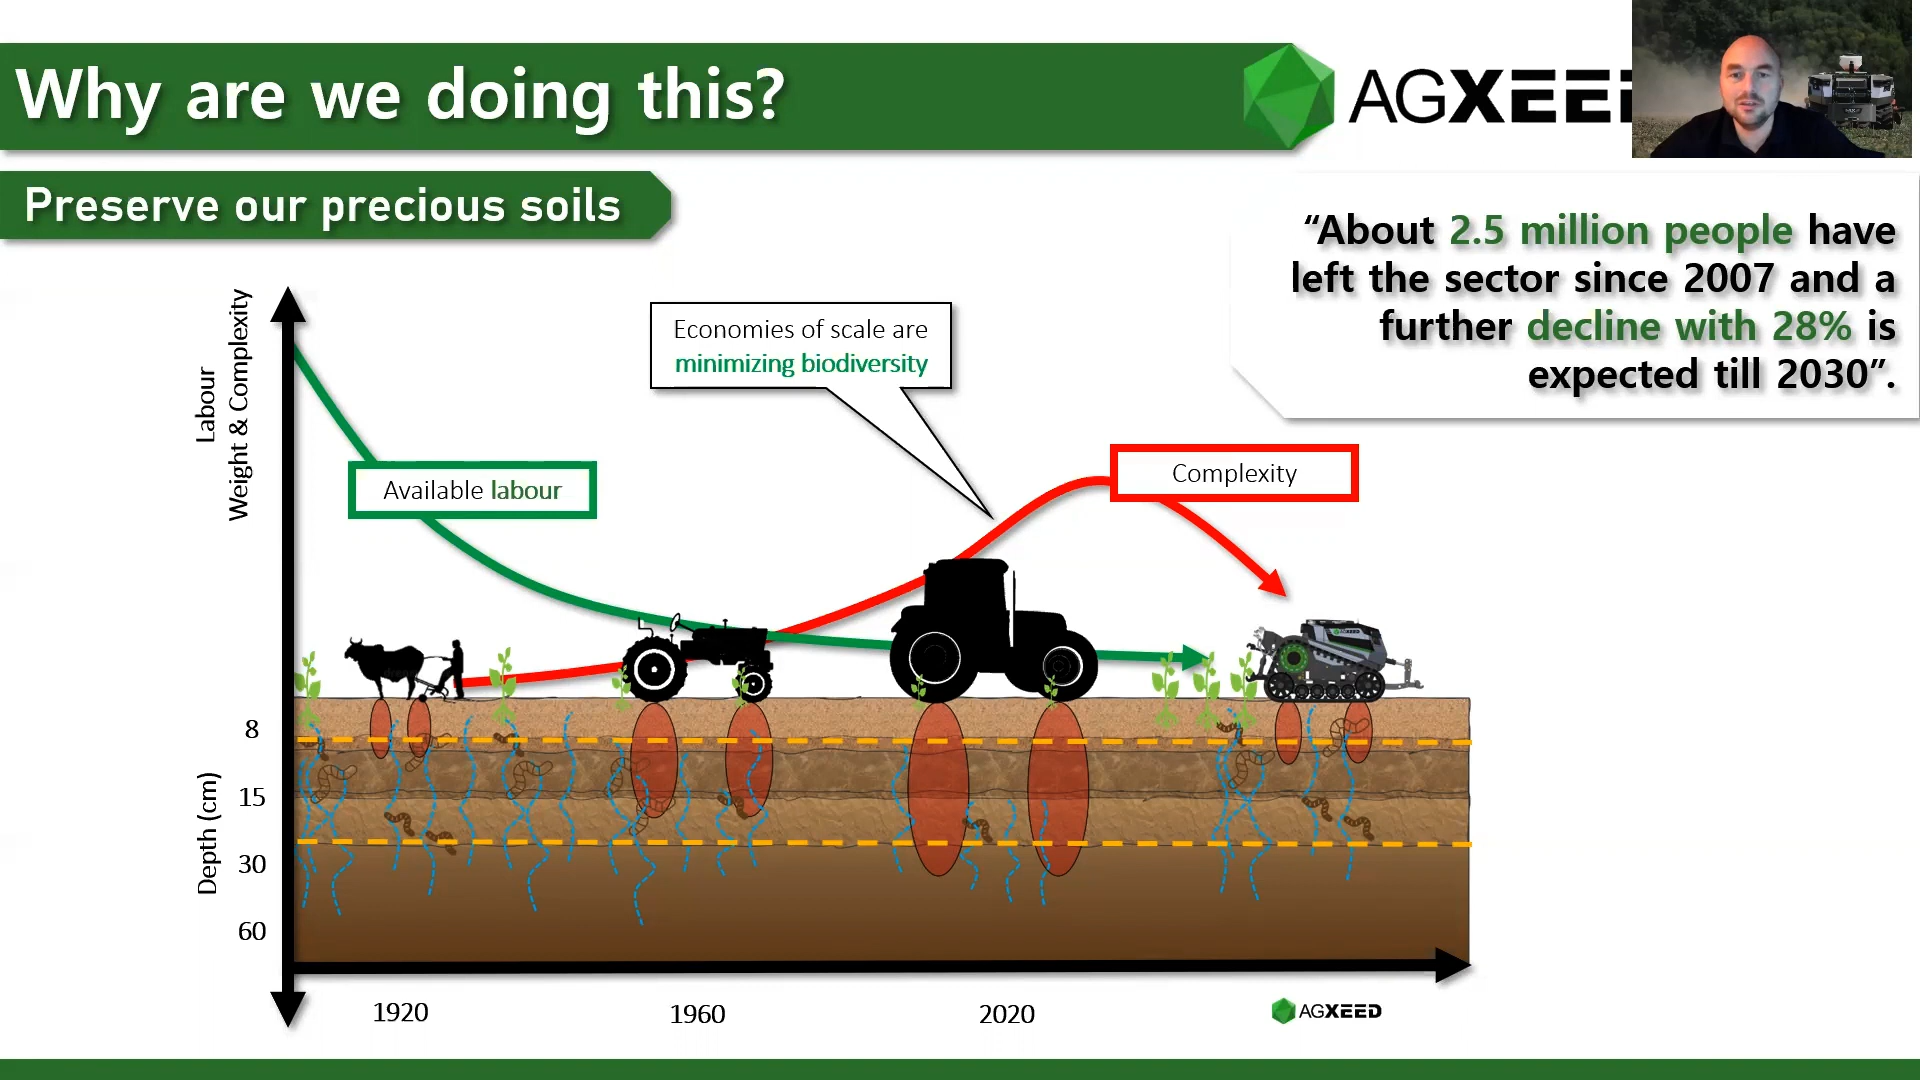 Why are we doing this?
AGXEED
Preserve our precious soils
“About 2.5 million people have
left the sector since 2007 and a
further decline with 28% is
expected till 2030”.
Labour
Weight & Complexity
Economies of scale are
minimizing biodiversity
Available labour
Complexity
AGXEED
Depth (cm)
8
15
30
60
1920
1960
2020
AGXEED